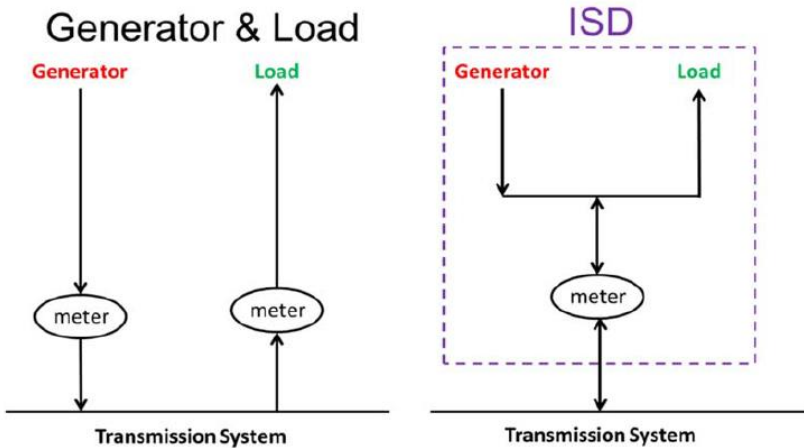 Generator & Load
Generator
Load
meter
meter
Transmission System
ISD
Generator
Load
meter
Transmission System